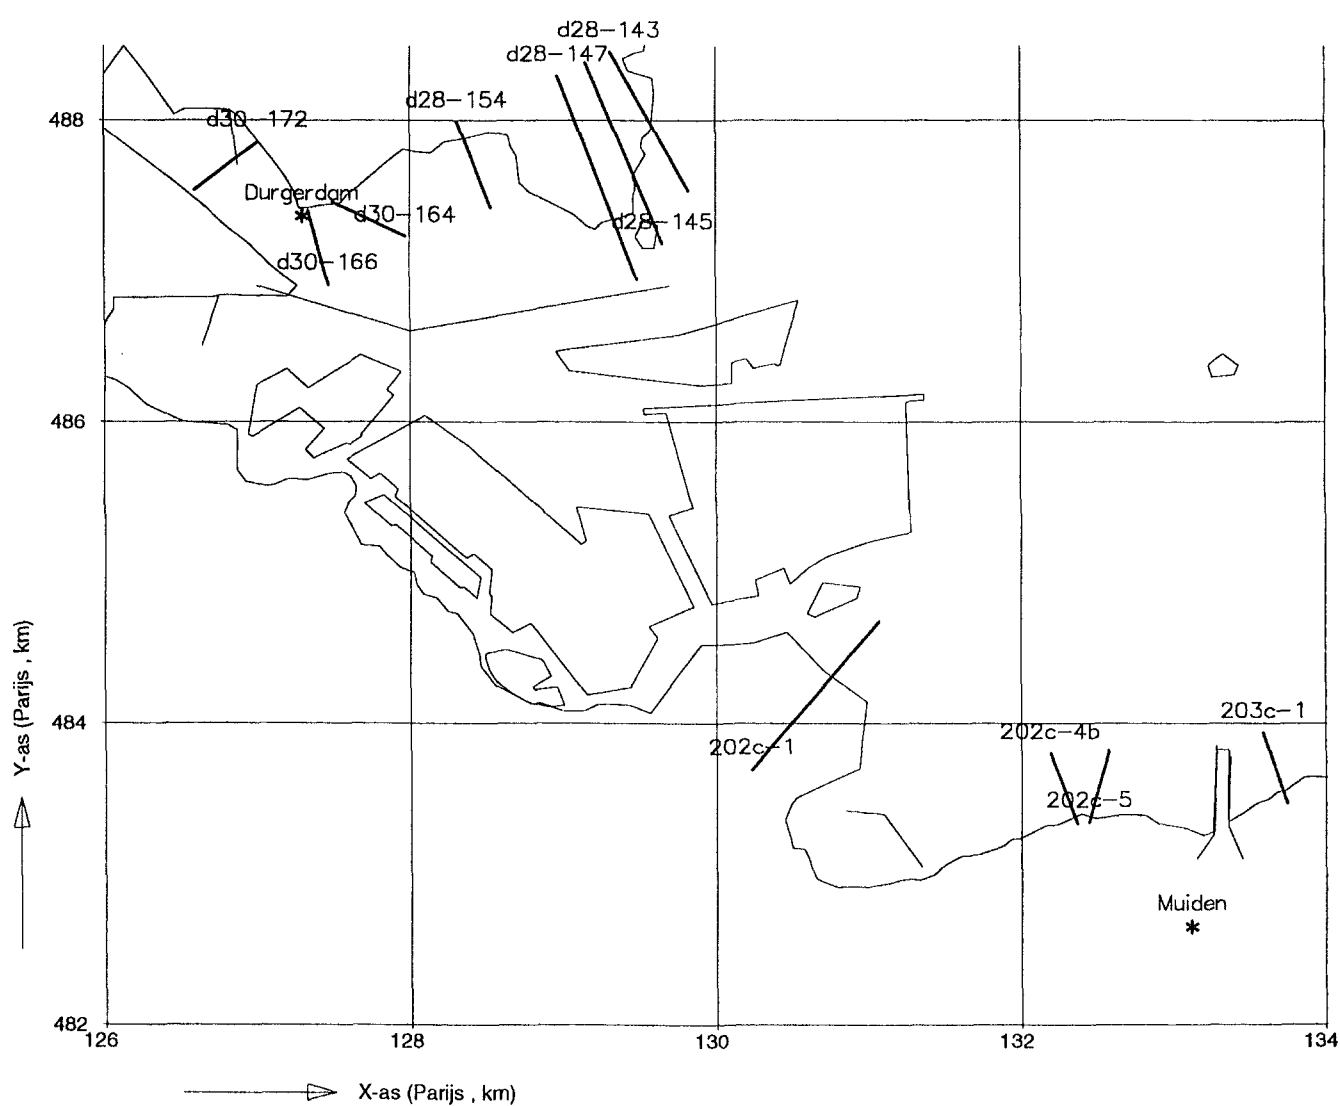 d28-143
d28-147
d28-154
488
d30-172
Durgerdam
*
d30-164
d28-145
d30-166
486
484
203c-1
202c-4b
202c-1
202c-5
Muiden
*
482
126
128
130
132
134
Y-as (Parijs , km)
X-as (Parijs , km)